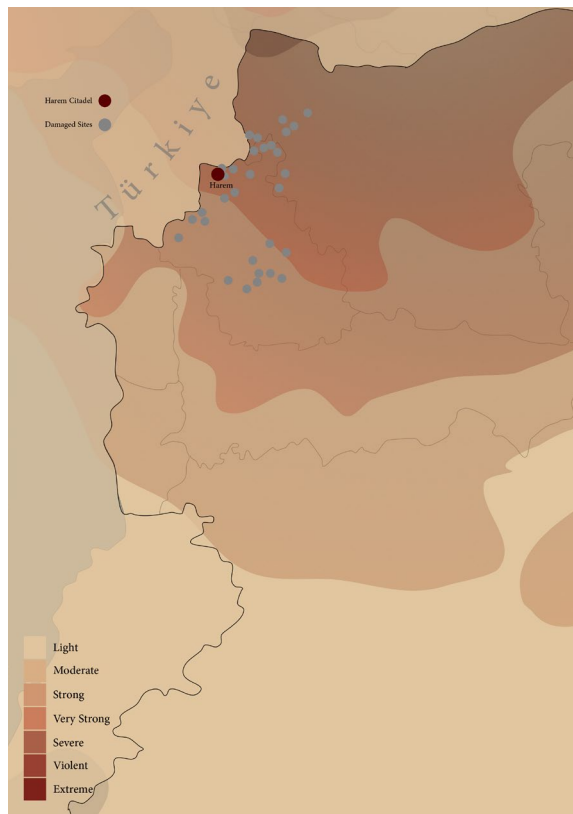 Harem Citadel
Damaged Sites
Türkiye
Harem
Light
Moderate
Strong
Very Strong
Severe
Violent
Extreme